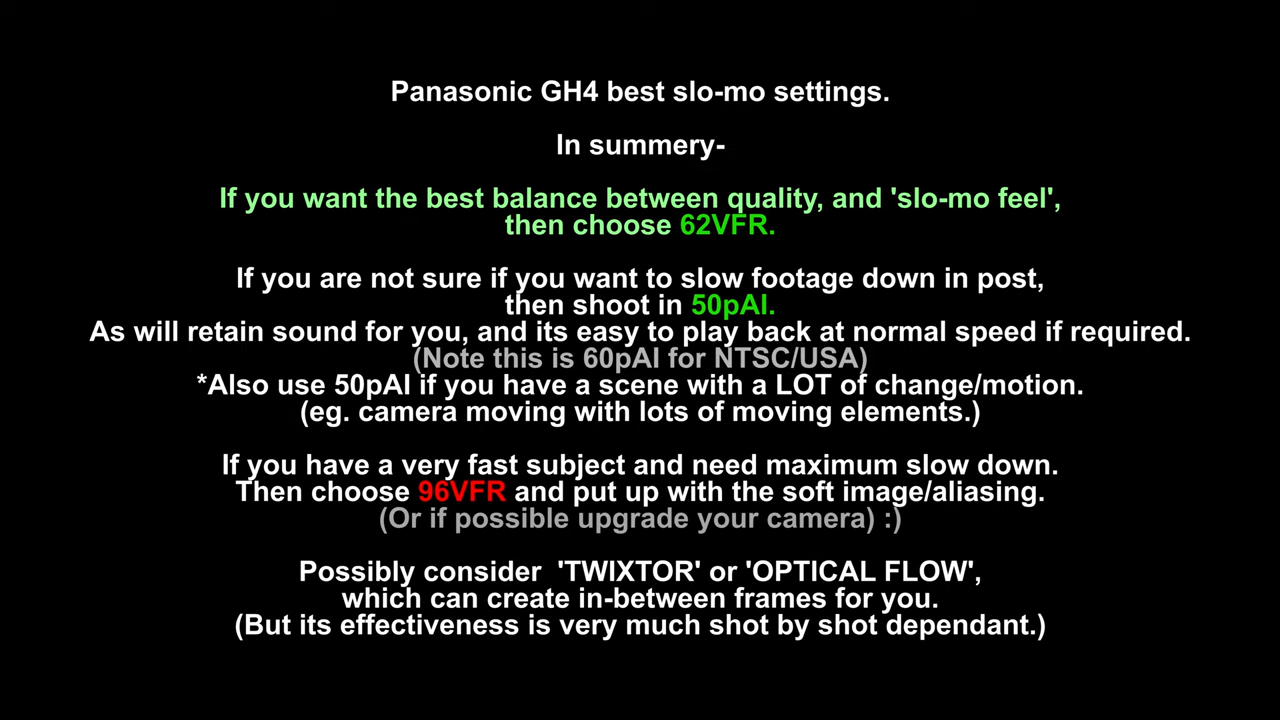 Panasonic GH4 best slo-mo settings.
In summery-
If you want the best balance between quality, and 'slo-mo feel',
then choose 62VFR.
If you are not sure if you want to slow footage down in post,
then shoot in 50pAI.
As will retain sound for you, and its easy to play back at normal speed if required.
(Note this is 60pAI for NTSC/USA)
*Also use 50pAI if you have a scene with a LOT of change/motion.
(eg. camera moving with lots of moving elements.)
If you have a very fast subject and need maximum slow down.
Then choose 96VFR and put up with the soft image/aliasing.
(Or if possible upgrade your camera) :)
Possibly consider  'TWIXTOR' or 'OPTICAL FLOW',
which can create in-between frames for you.
(But its effectiveness is very much shot by shot dependant.)